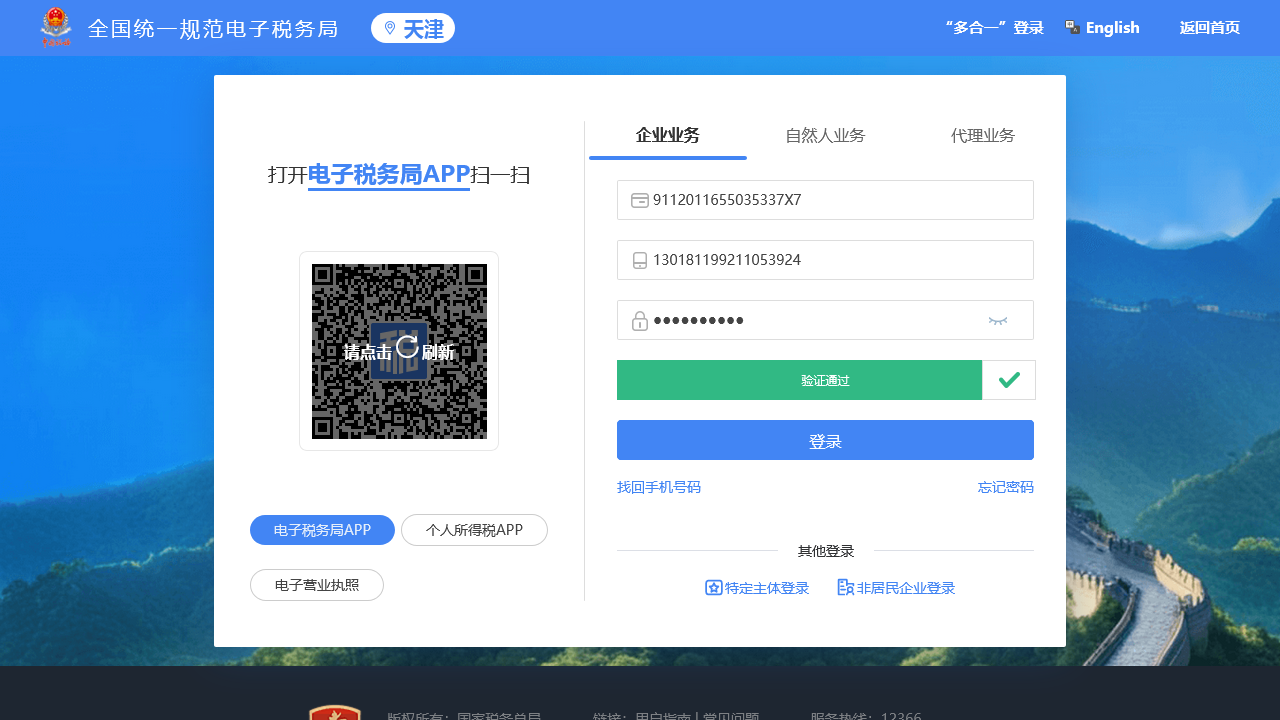 全国统一规范电子税务局
天津
“多合一”登录
English
返回首页
打开电子税务局APP扫一扫
请点击刷新
税
电子税务局APP
个人所得税APP
电子营业执照
企业业务
自然人业务
代理业务
9112011655035337X7
130181199211053924
●●●●●●●●●●
验证通过
登录
找回手机号码
忘记密码
其他登录
特定主体登录
非居民企业登录
版权所有：国家税务总局
链接：用户指南 | 常见问题
服务热线：12366